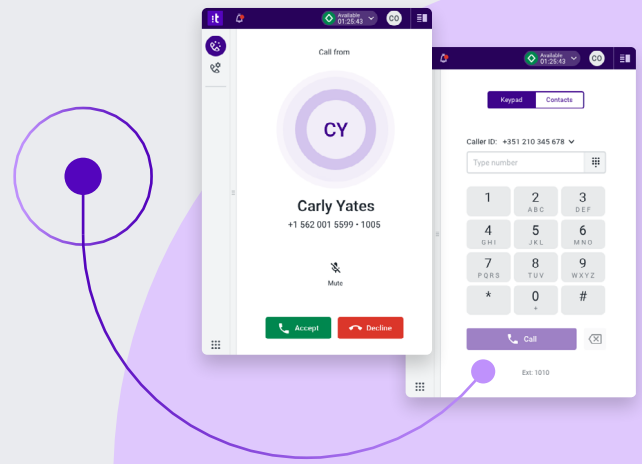 :t
Available
01:25:43
CO
Call from
CY
Carly Yates
+1 562 001 5599 • 1005
Mute
Accept
Decline
Available
01:25:43
CO
Keypad
Contacts
Caller ID: +351 210 345 678
Type number
1
2
ABC
3
DEF
4
GHI
5
JKL
6
MNO
7
PQRS
8
TUV
9
WXYZ
*
0
+
#
Call
Ext: 1010